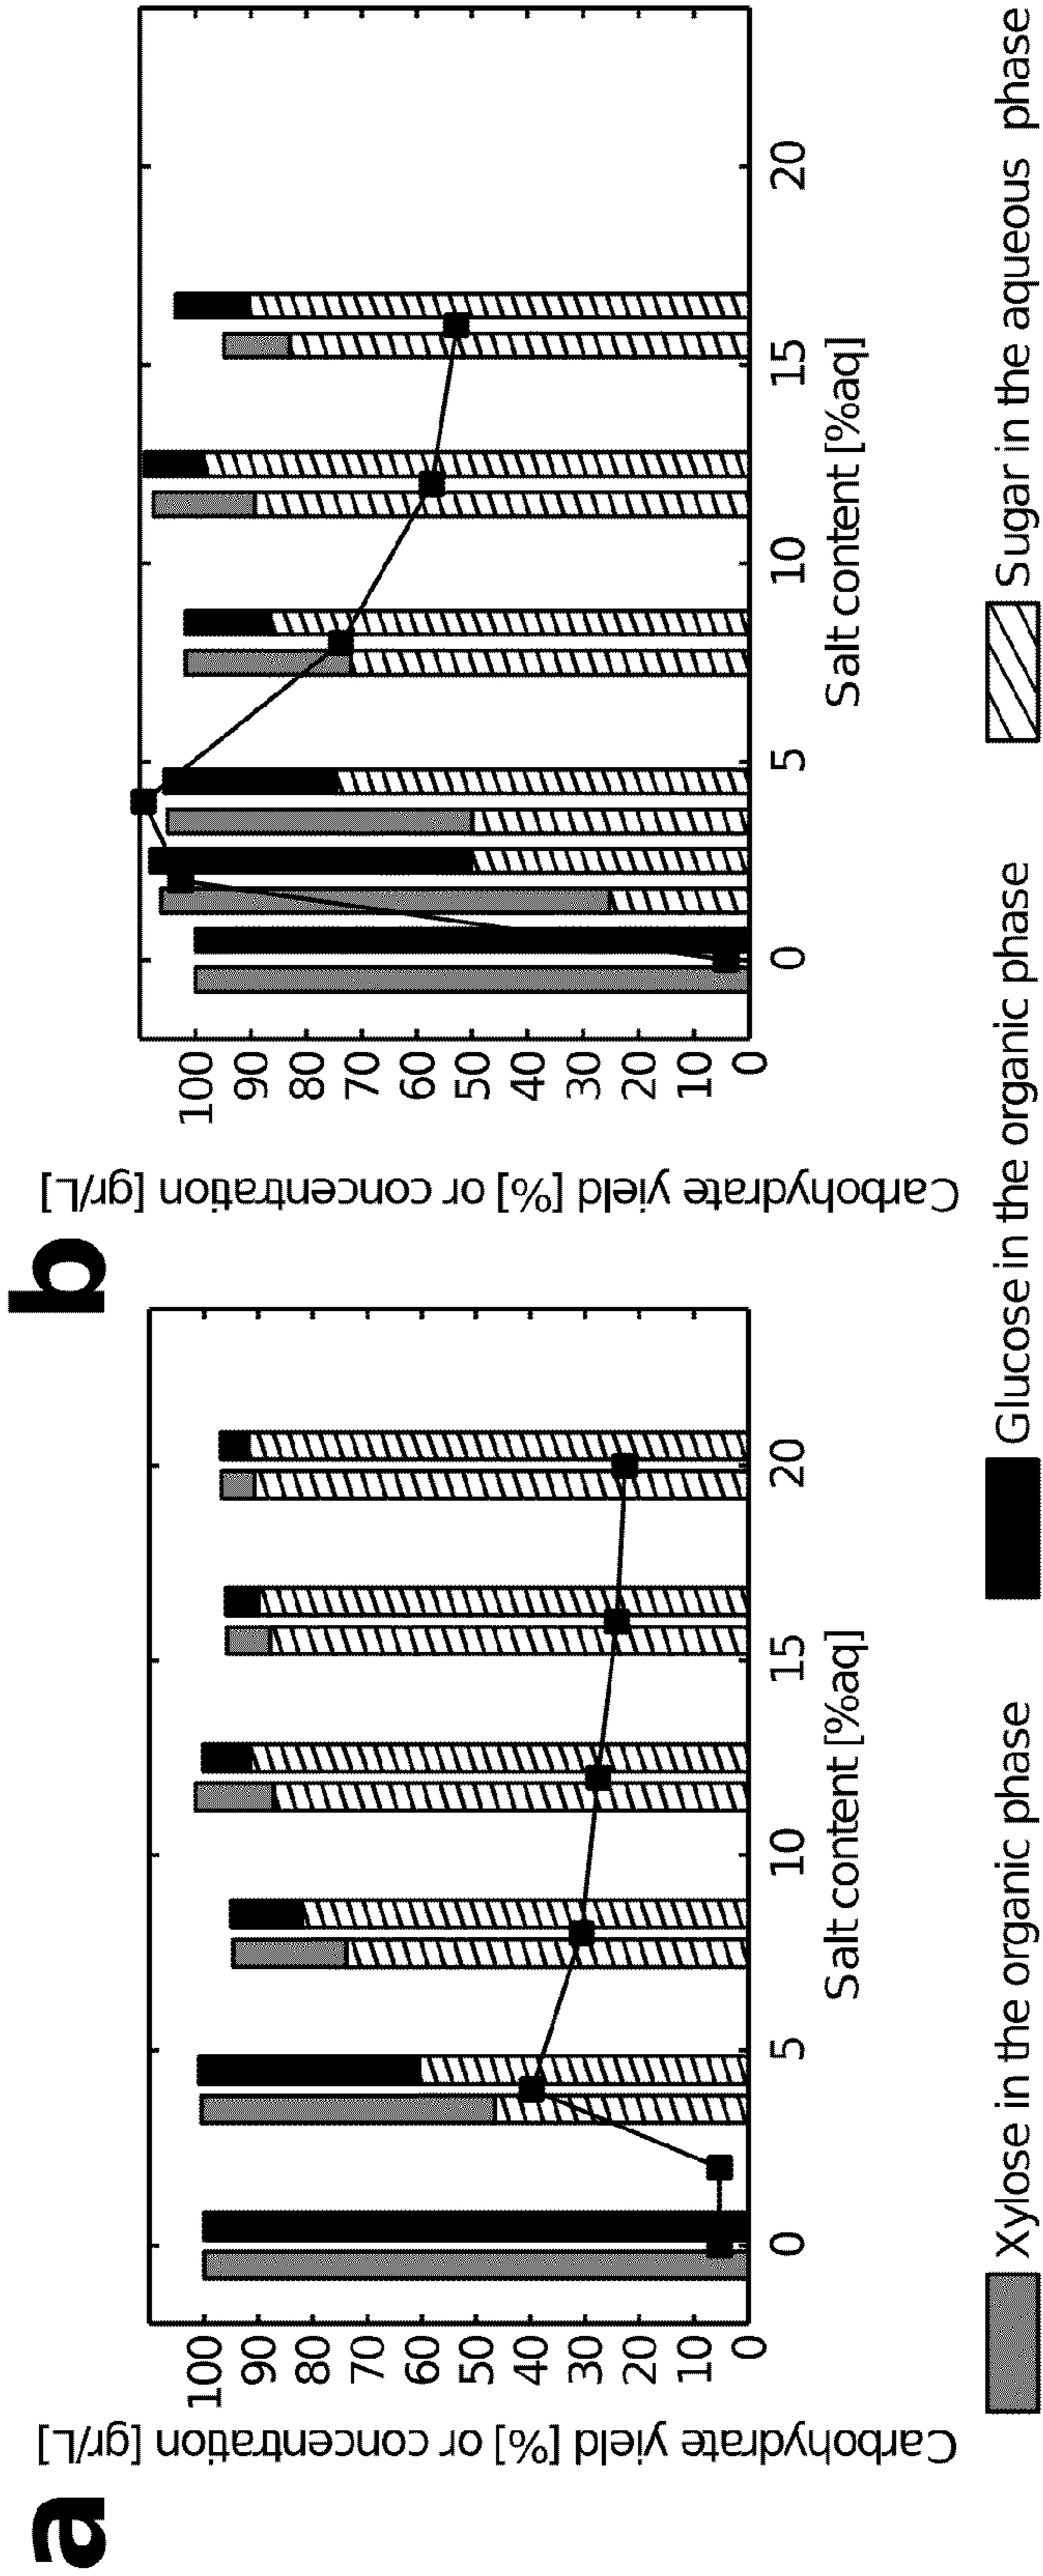 a
Carbohydrate yield [%] or concentration [gr/L]
100
90
80
70
60
50
40
30
20
10
0
0 5 10 15 20
Salt content [%aq]
b
Carbohydrate yield [%] or concentration [gr/L]
100
90
80
70
60
50
40
30
20
10
0
0 5 10 15 20
Salt content [%aq]
Xylose in the organic phase Glucose in the organic phase Sugar in the aqueous phase